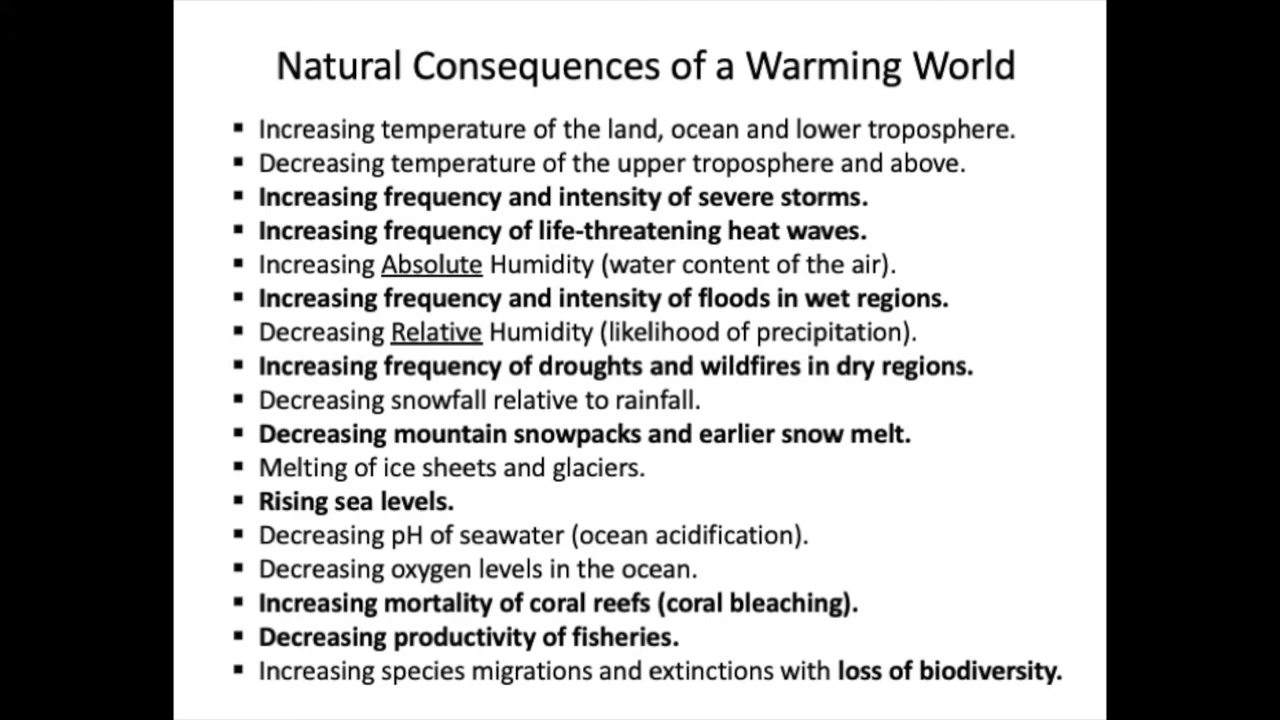 Natural Consequences of a Warming World
▪ Increasing temperature of the land, ocean and lower troposphere.
▪ Decreasing temperature of the upper troposphere and above.
▪ Increasing frequency and intensity of severe storms.
▪ Increasing frequency of life-threatening heat waves.
▪ Increasing Absolute Humidity (water content of the air).
▪ Increasing frequency and intensity of floods in wet regions.
▪ Decreasing Relative Humidity (likelihood of precipitation).
▪ Increasing frequency of droughts and wildfires in dry regions.
▪ Decreasing snowfall relative to rainfall.
▪ Decreasing mountain snowpacks and earlier snow melt.
▪ Melting of ice sheets and glaciers.
▪ Rising sea levels.
▪ Decreasing pH of seawater (ocean acidification).
▪ Decreasing oxygen levels in the ocean.
▪ Increasing mortality of coral reefs (coral bleaching).
▪ Decreasing productivity of fisheries.
▪ Increasing species migrations and extinctions with loss of biodiversity.